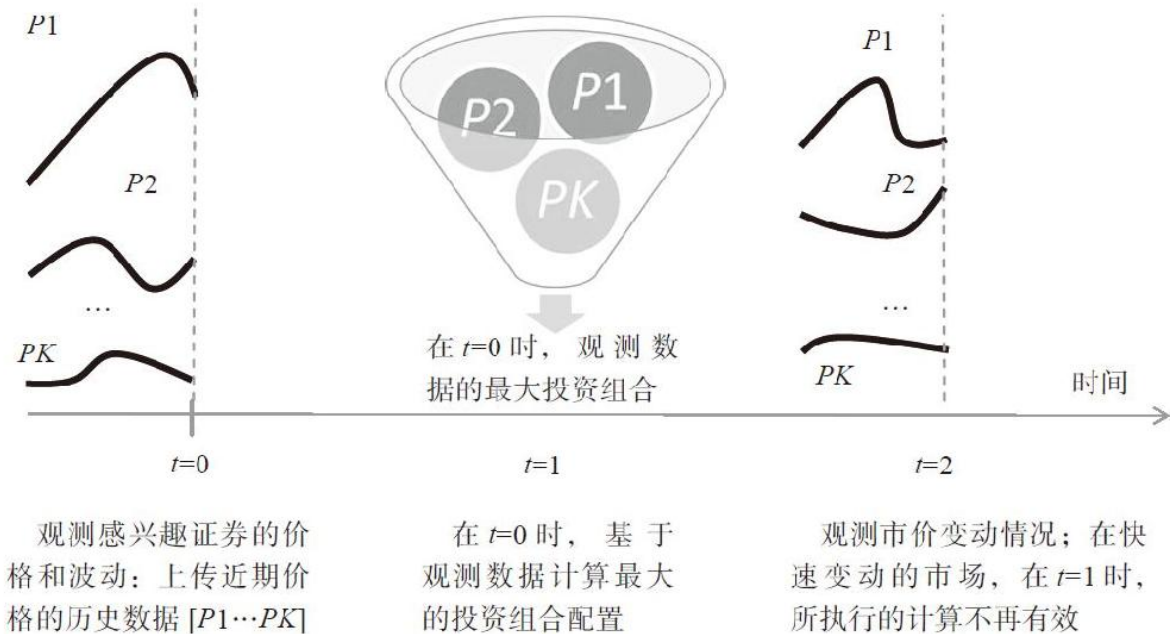 P1
P2
…
PK
P2
P1
PK
在 t=0 时，观测数
据的最大投资组合
P1
P2
…
PK
时间
t=0
t=1
t=2
观测感兴趣证券的价
格和波动：上传近期价
格的历史数据 [P1…PK]
在 t=0 时，基于
观测数据计算最大
的投资组合配置
观测市价变动情况；在快
速变动的市场，在 t=1 时，
所执行的计算不再有效